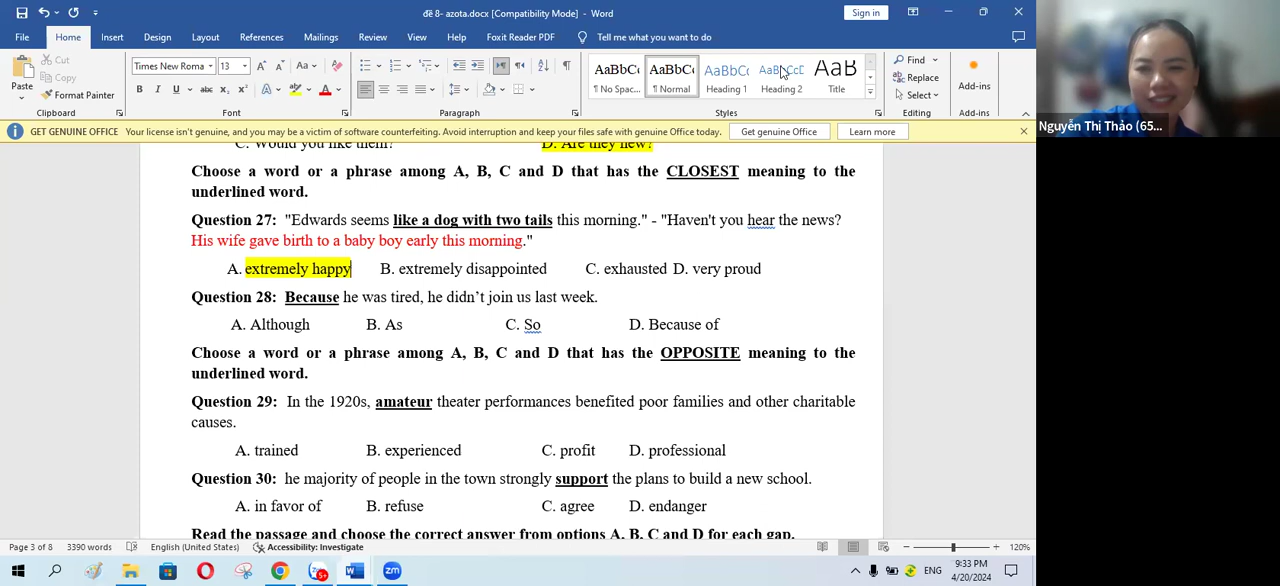 đề 8- azota.docx [Compatibility Mode] - Word
Sign in
File Home Insert Design Layout References Mailings Review View Help Foxit Reader PDF Tell me what you want to do
Paste
Cut
Copy
Format Painter
Clipboard
Times New Roma 13
Font
Paragraph
AaBbCc AaBbCc AaBbCc AaBbCcD AaB
¶ No Spac... ¶ Normal Heading 1 Heading 2 Title
Styles
Find
Replace
Select
Editing
Add-ins
Add-ins
GET GENUINE OFFICE Your license isn't genuine, and you may be a victim of software counterfeiting. Avoid interruption and keep your files safe with genuine Office today. Get genuine Office Learn more
Nguyễn Thị Thảo (65...
C. Would you like them? D. Are they new?
Choose a word or a phrase among A, B, C and D that has the CLOSEST meaning to the
underlined word.
Question 27: "Edwards seems like a dog with two tails this morning." - "Haven't you hear the news?
His wife gave birth to a baby boy early this morning."
A. extremely happy B. extremely disappointed C. exhausted D. very proud
Question 28: Because he was tired, he didn't join us last week.
A. Although B. As C. So D. Because of
Choose a word or a phrase among A, B, C and D that has the OPPOSITE meaning to the
underlined word.
Question 29: In the 1920s, amateur theater performances benefited poor families and other charitable
causes.
A. trained B. experienced C. profit D. professional
Question 30: he majority of people in the town strongly support the plans to build a new school.
A. in favor of B. refuse C. agree D. endanger
Read the passage and choose the correct answer from options A, B, C and D for each gap.
Page 3 of 8 3390 words English (United States) Accessibility: Investigate 120%
ENG
9:33 PM
4/20/2024